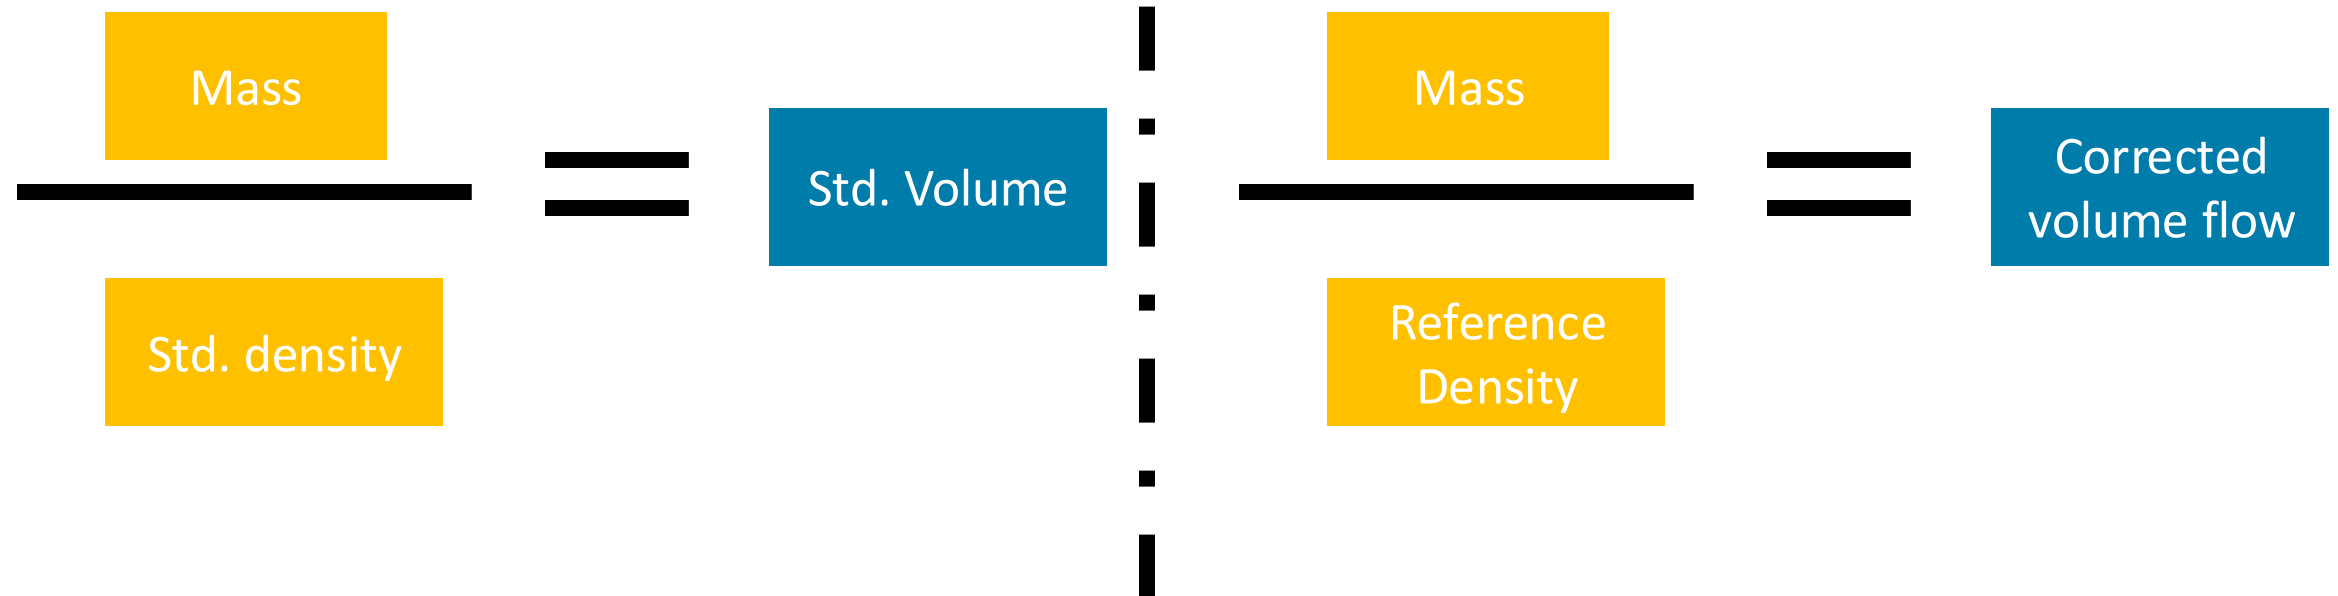 Mass
Std. density
Std. Volume
Mass
Reference
Density
Corrected
volume flow